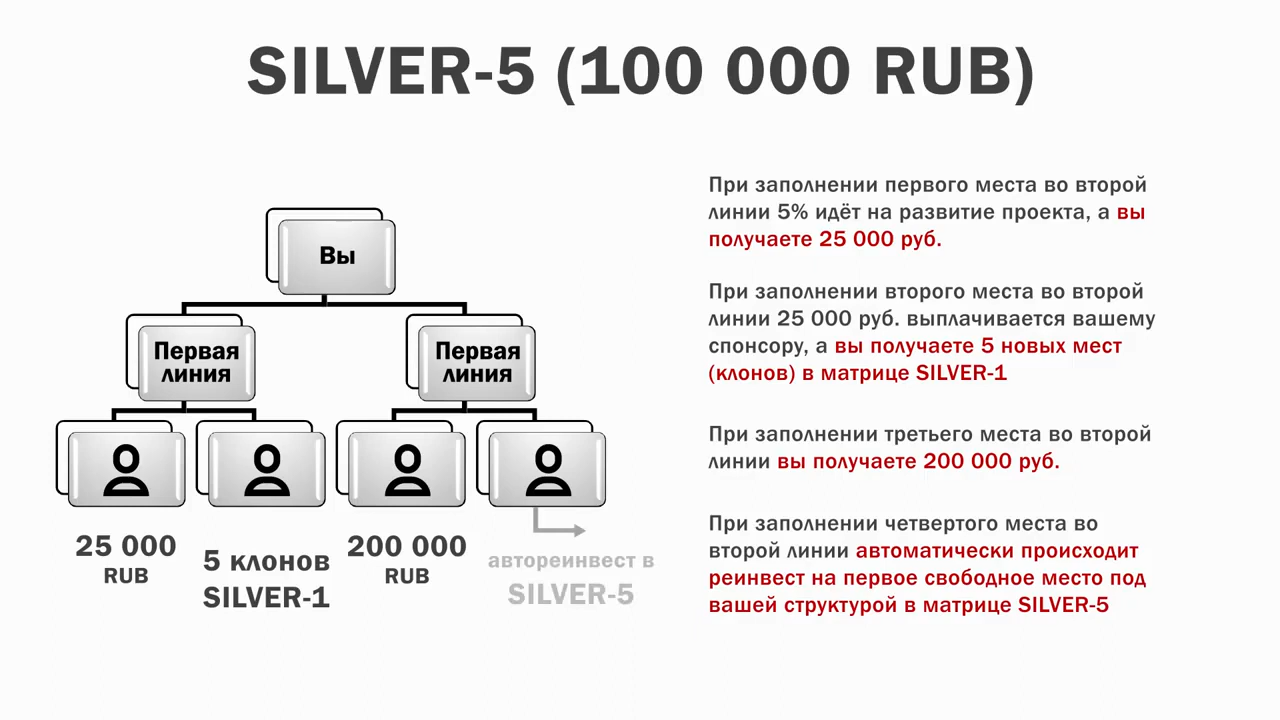 SILVER-5 (100 000 RUB)
Вы
Первая
линия
Первая
линия
25 000
RUB
5 клонов
SILVER-1
200 000
RUB
автореинвест в
SILVER-5
При заполнении первого места во второй
линии 5% идёт на развитие проекта, а вы
получаете 25 000 руб.
При заполнении второго места во второй
линии 25 000 руб. выплачивается вашему
спонсору, а вы получаете 5 новых мест
(клонов) в матрице SILVER-1
При заполнении третьего места во второй
линии вы получаете 200 000 руб.
При заполнении четвертого места во
второй линии автоматически происходит
реинвест на первое свободное место под
вашей структурой в матрице SILVER-5